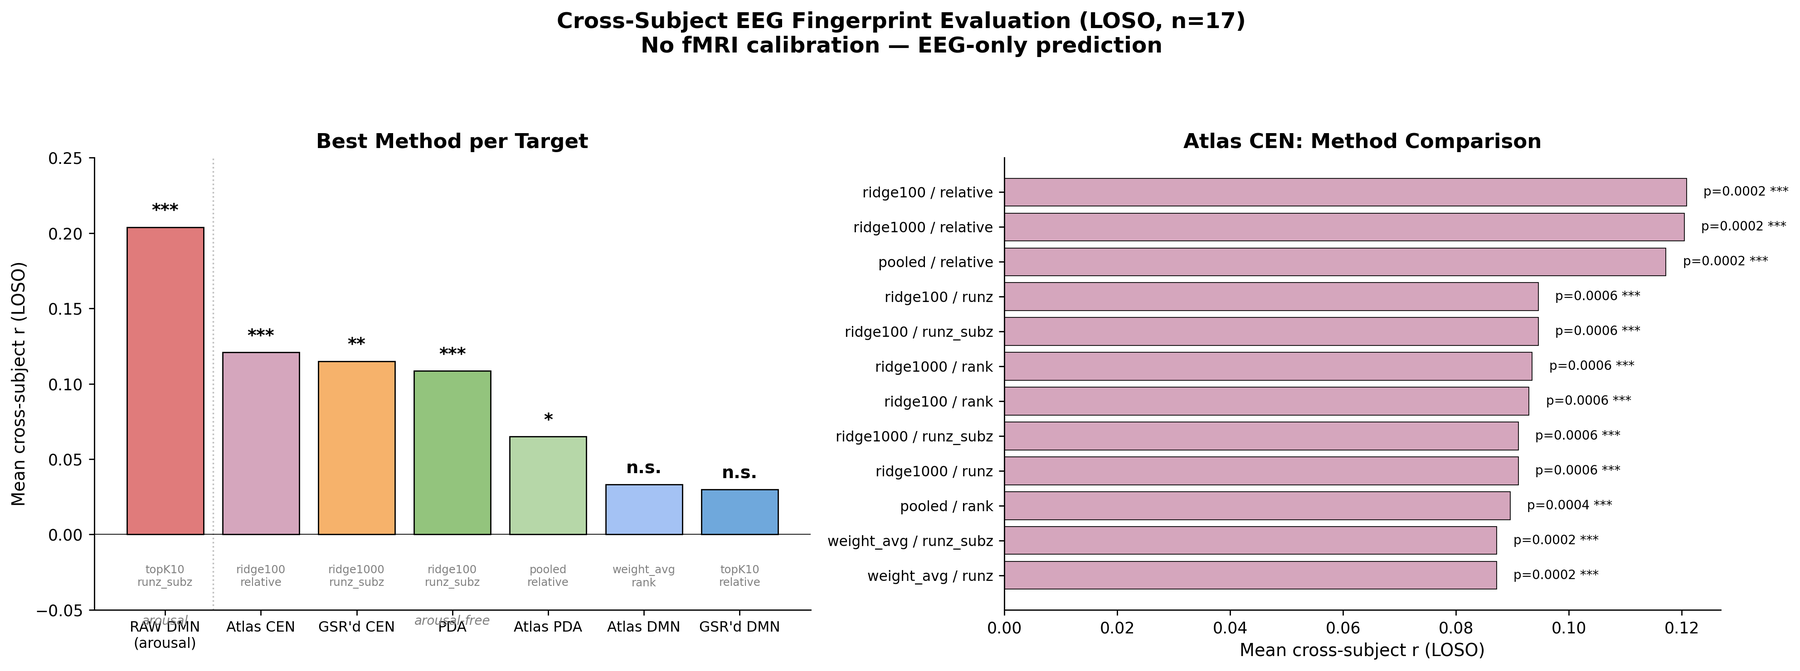 Cross-Subject EEG Fingerprint Evaluation (LOSO, n=17)
No fMRI calibration — EEG-only prediction
Best Method per Target
Mean cross-subject r (LOSO)
0.25
0.20
0.15
0.10
0.05
0.00
−0.05
***
***
**
***
*
n.s.
n.s.
topK10
runz_subz
ridge100
relative
ridge1000
runz_subz
ridge100
runz_subz
pooled
relative
weight_avg
rank
topK10
relative
arousal
arousal-free
RAW DMN
(arousal)
Atlas CEN
GSR'd CEN
PDA
Atlas PDA
Atlas DMN
GSR'd DMN
Atlas CEN: Method Comparison
ridge100 / relative p=0.0002 ***
ridge1000 / relative p=0.0002 ***
pooled / relative p=0.0002 ***
ridge100 / runz p=0.0006 ***
ridge100 / runz_subz p=0.0006 ***
ridge1000 / rank p=0.0006 ***
ridge100 / rank p=0.0006 ***
ridge1000 / runz_subz p=0.0006 ***
ridge1000 / runz p=0.0006 ***
pooled / rank p=0.0004 ***
weight_avg / runz_subz p=0.0002 ***
weight_avg / runz p=0.0002 ***
0.00 0.02 0.04 0.06 0.08 0.10 0.12
Mean cross-subject r (LOSO)